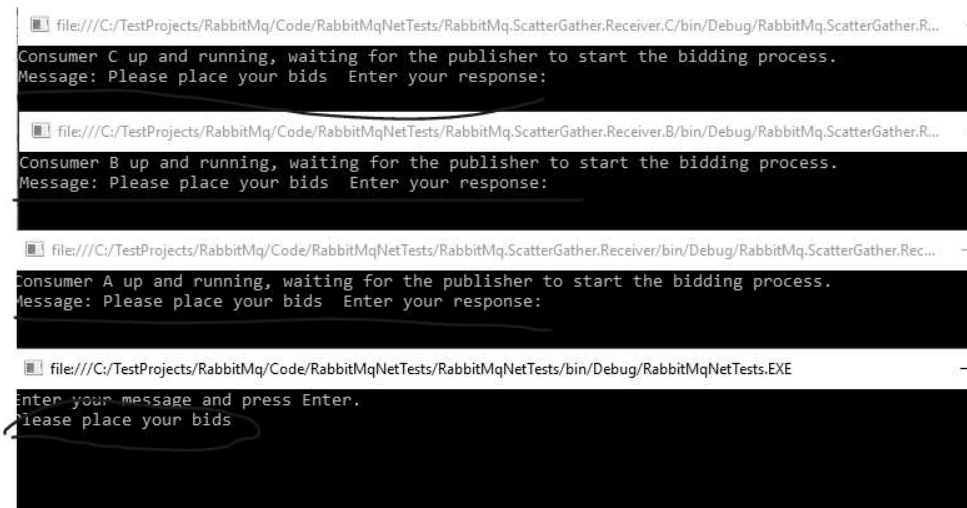 file:///C:/TestProjects/RabbitMq/Code/RabbitMqNetTests/RabbitMq.ScatterGather.Receiver.C/bin/Debug/RabbitMq.ScatterGather.R...
Consumer C up and running, waiting for the publisher to start the bidding process.
Message: Please place your bids  Enter your response:
file:///C:/TestProjects/RabbitMq/Code/RabbitMqNetTests/RabbitMq.ScatterGather.Receiver.B/bin/Debug/RabbitMq.ScatterGather.R...
Consumer B up and running, waiting for the publisher to start the bidding process.
Message: Please place your bids  Enter your response:
file:///C:/TestProjects/RabbitMq/Code/RabbitMqNetTests/RabbitMq.ScatterGather.Receiver/bin/Debug/RabbitMq.ScatterGather.Rec...
Consumer A up and running, waiting for the publisher to start the bidding process.
Message: Please place your bids  Enter your response:
file:///C:/TestProjects/RabbitMq/Code/RabbitMqNetTests/RabbitMqNetTests/bin/Debug/RabbitMqNetTests.EXE
Enter your message and press Enter.
Please place your bids